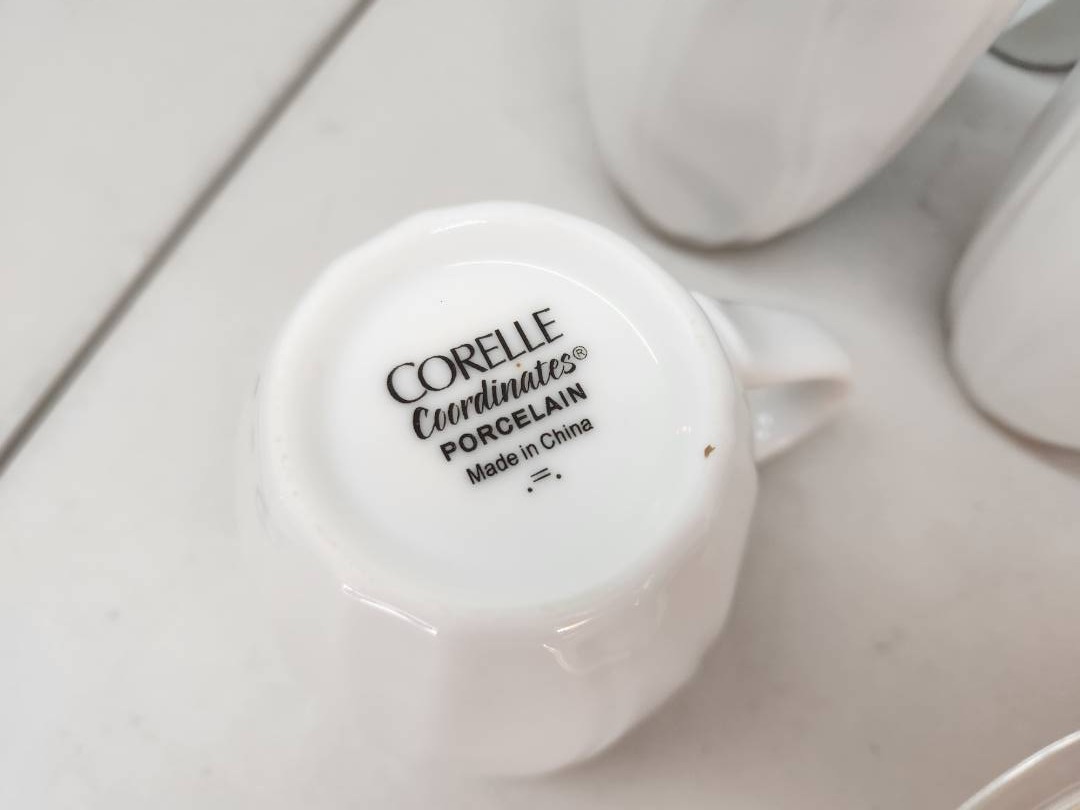 CORELLE
Coordinates®
PORCELAIN
Made in China
.=.